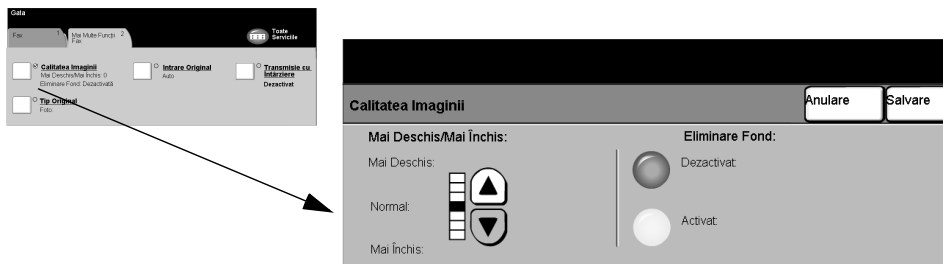 Gata
Fax 1
Mai Multe Funcții 2
Fax
Toate
Serviciile
Calitatea Imaginii
Mai Deschis/Mai Închis: 0
Eliminare Fond: Dezactivată
Intrare Original
Auto
Transmisie cu
Întârziere
Dezactivat
Tip Original
Foto:
Calitatea Imaginii
Anulare
Salvare
Mai Deschis/Mai Închis:
Eliminare Fond:
Mai Deschis:
Dezactivat:
Normal:
Activat:
Mai Închis: